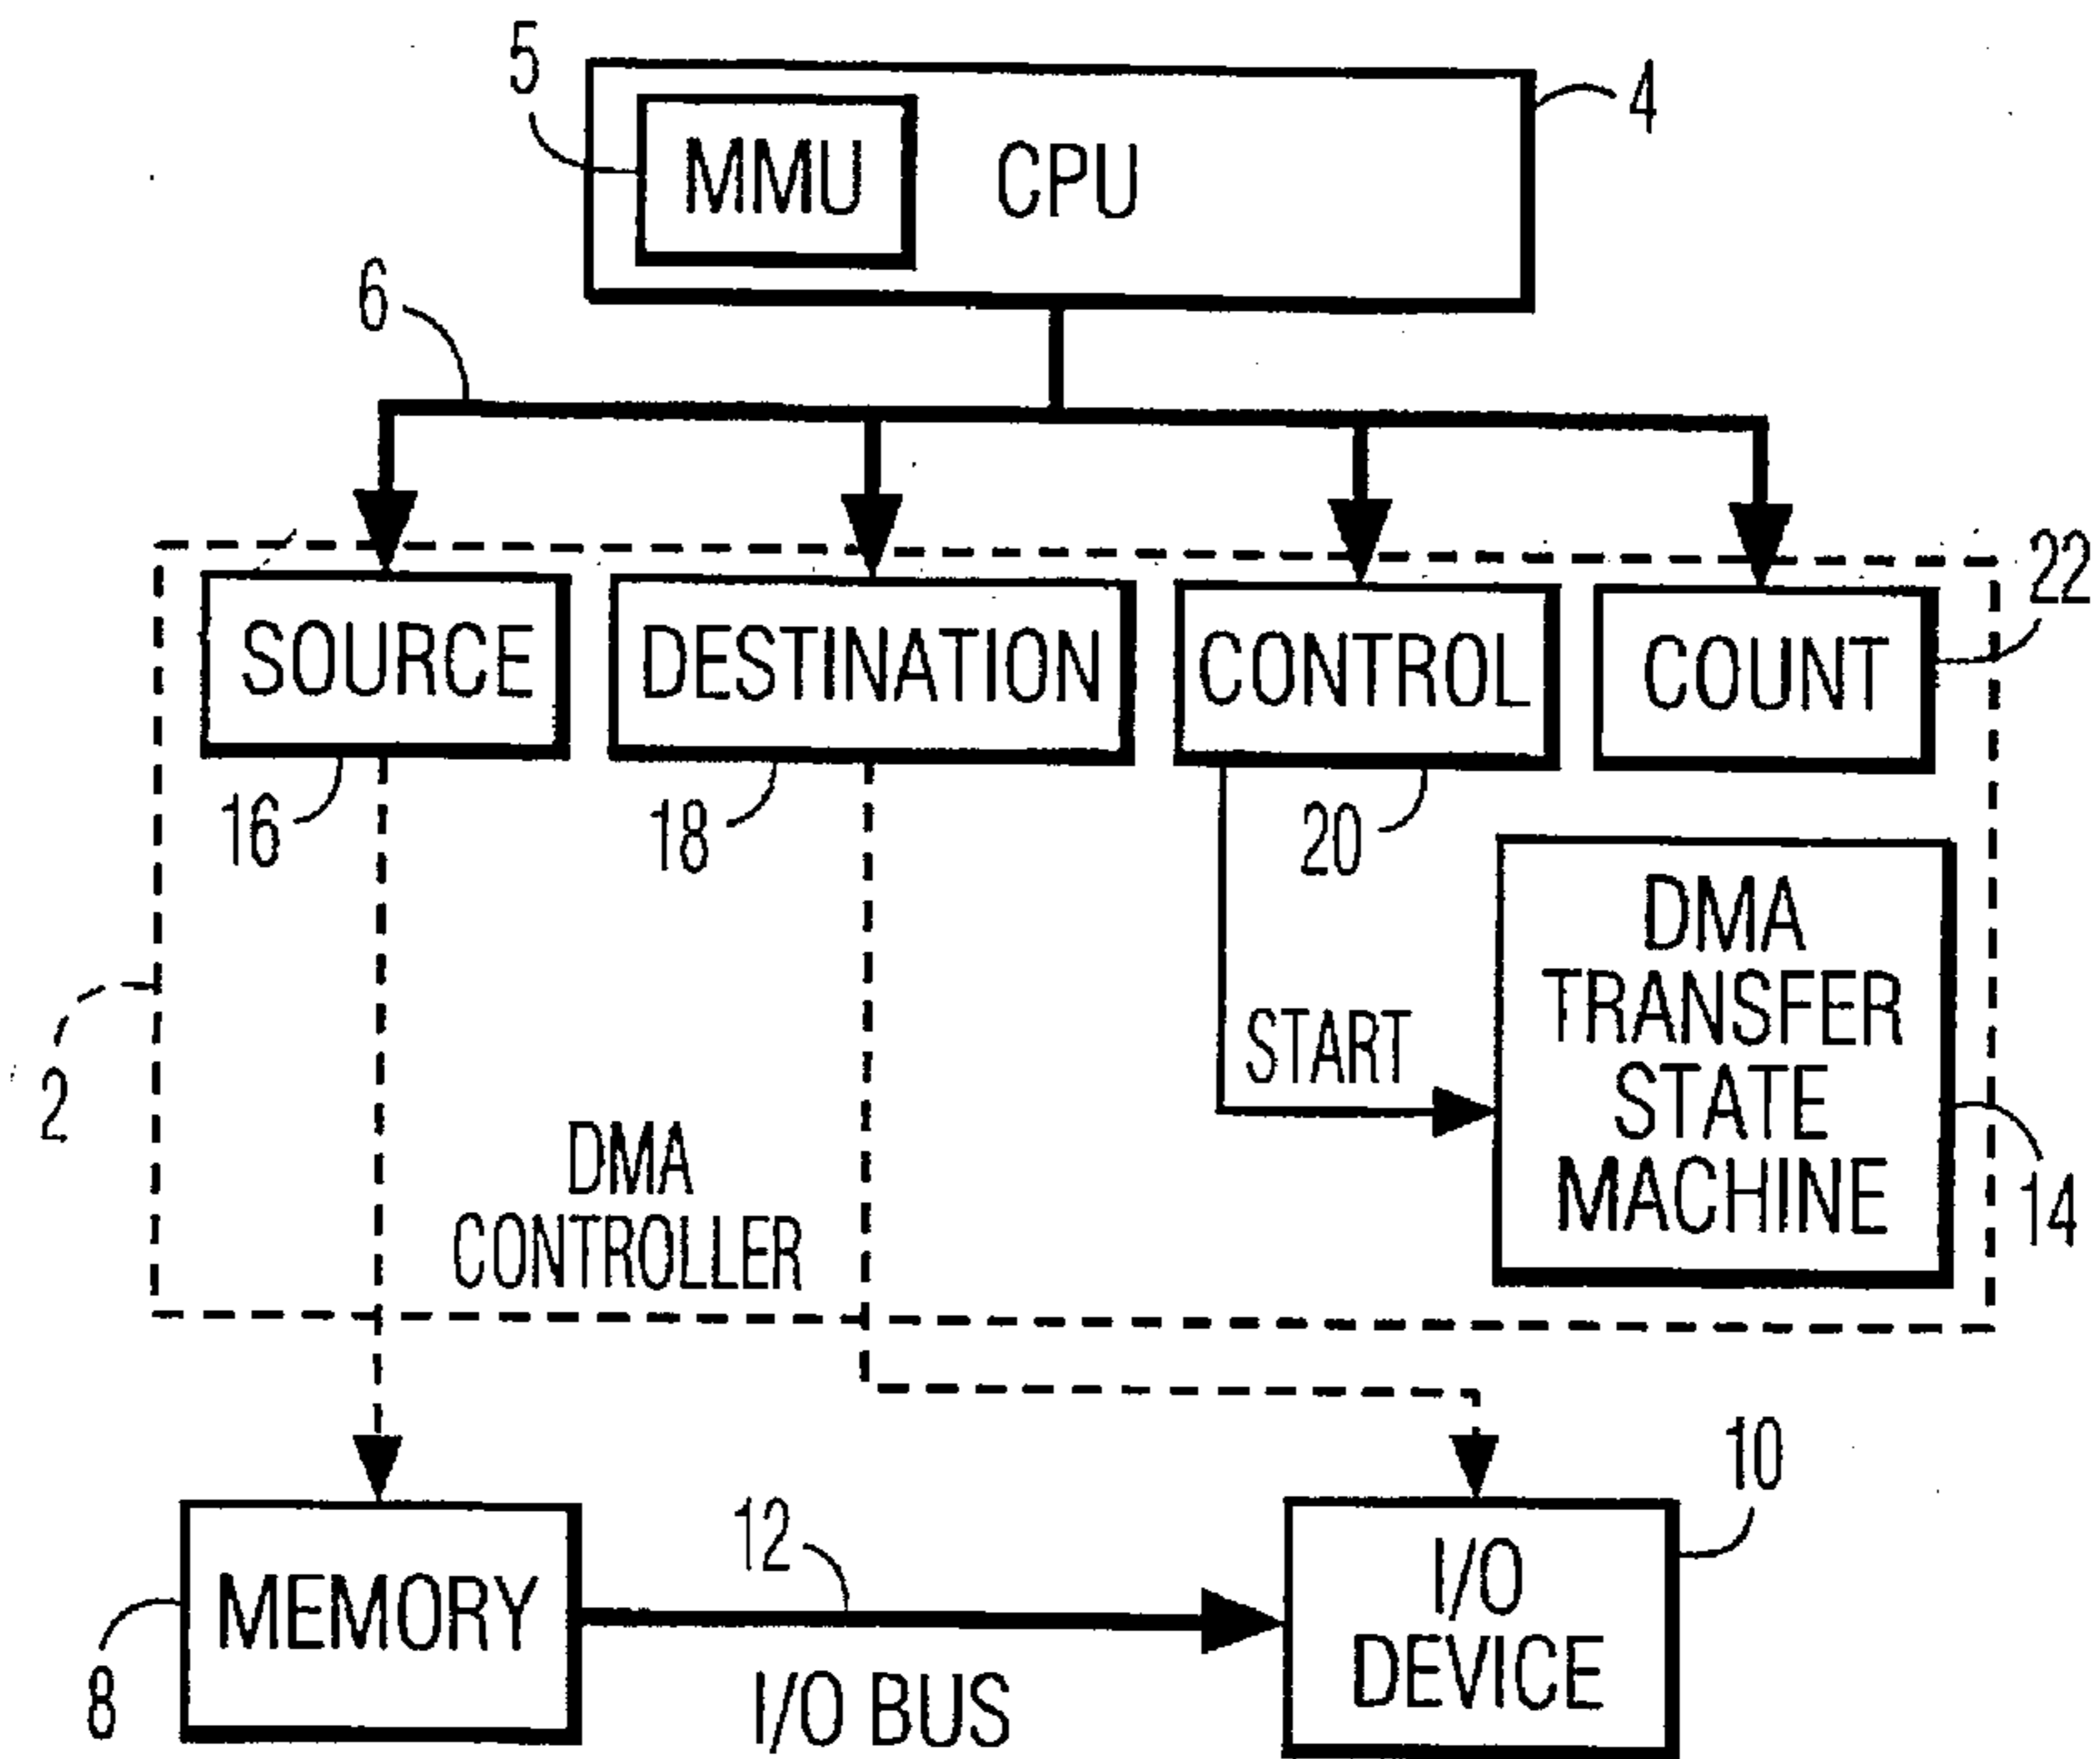 5
4
MMU
CPU
6
22
SOURCE
DESTINATION
CONTROL
COUNT
16
18
20
DMA
TRANSFER
STATE
MACHINE
START
2
14
DMA
CONTROLLER
10
12
MEMORY
I/O
DEVICE
8
I/O BUS